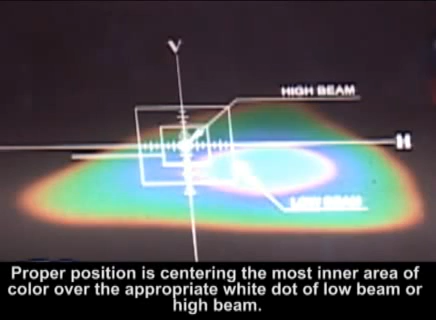 V
HIGH BEAM
H
LOW BEAM
Proper position is centering the most inner area of
color over the appropriate white dot of low beam or
high beam.